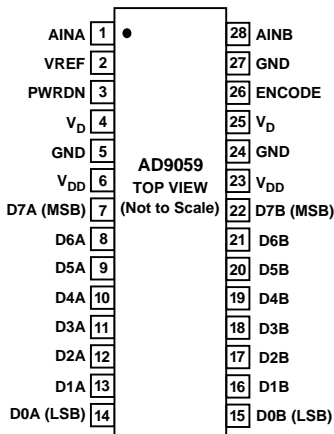 AINA 1 28 AINB
VREF 2 27 GND
PWRDN 3 26 ENCODE
VD 4 25 VD
GND 5 24 GND
VDD 6 23 VDD
AD9059
TOP VIEW
(Not to Scale)
D7A (MSB) 7 22 D7B (MSB)
D6A 8 21 D6B
D5A 9 20 D5B
D4A 10 19 D4B
D3A 11 18 D3B
D2A 12 17 D2B
D1A 13 16 D1B
D0A (LSB) 14 15 D0B (LSB)